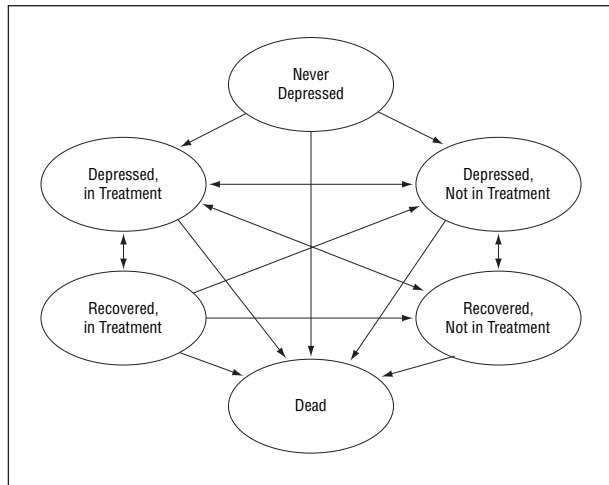 Never
Depressed
Depressed,
in Treatment
Depressed,
Not in Treatment
Recovered,
in Treatment
Recovered,
Not in Treatment
Dead